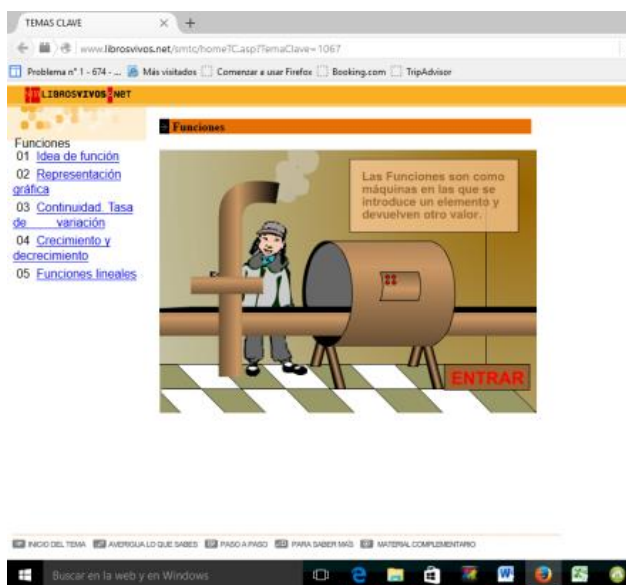 TEMAS CLAVE
www.librosvivos.net/smtc/homeTC.asp?TemaClave=1067
Problema nº 1 - 674 - ... Más visitados Comenzar a usar Firefox Booking.com TripAdvisor
LIBROSVIVOS NET
Funciones
Funciones
01 Idea de función
02 Representación
gráfica
03 Continuidad. Tasa
de variación
04 Crecimiento y
decrecimiento
05 Funciones lineales
Las Funciones son como
máquinas en las que se
introduce un elemento y
devuelven otro valor.
ENTRAR
INICIO DEL TEMA AVERIGUA LO QUE SABES PASO A PASO PARA SABER MÁS MATERIAL COMPLEMENTARIO
Buscar en la web y en Windows